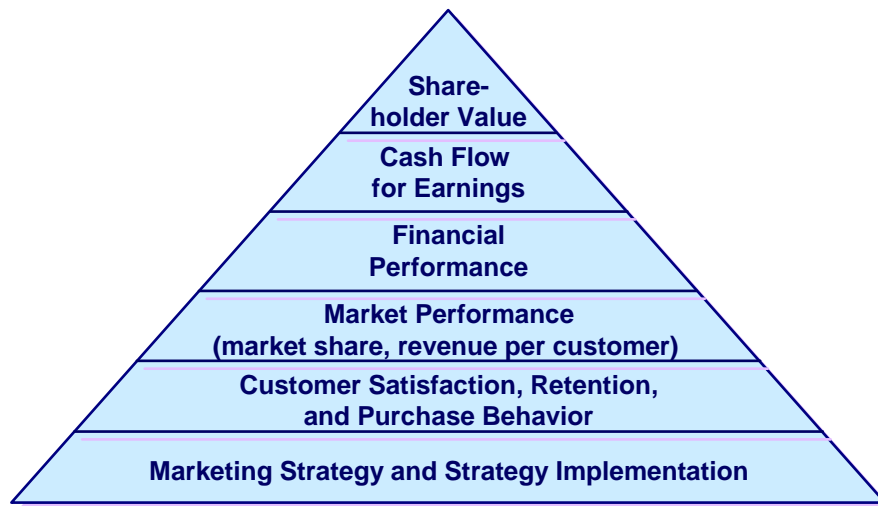 Share-
holder Value
Cash Flow
for Earnings
Financial
Performance
Market Performance
(market share, revenue per customer)
Customer Satisfaction, Retention,
and Purchase Behavior
Marketing Strategy and Strategy Implementation